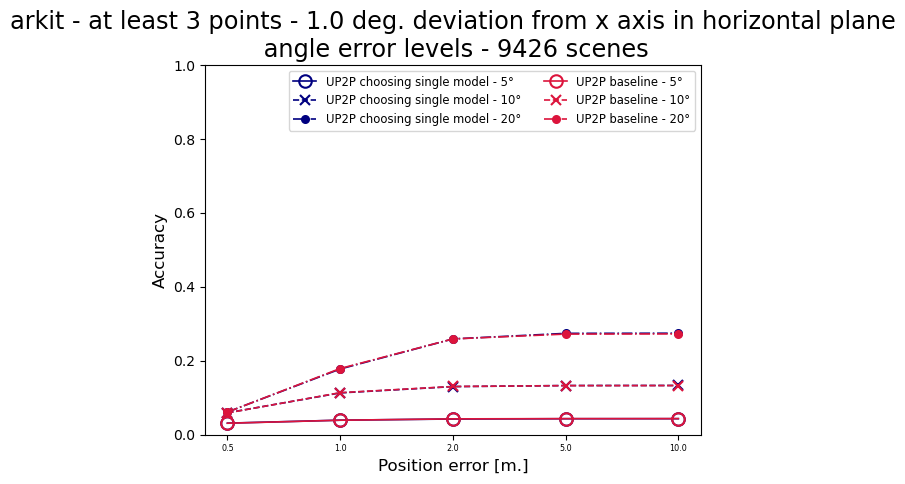 arkit - at least 3 points - 1.0 deg. deviation from x axis in horizontal plane
angle error levels - 9426 scenes
UP2P choosing single model - 5°
UP2P choosing single model - 10°
UP2P choosing single model - 20°
UP2P baseline - 5°
UP2P baseline - 10°
UP2P baseline - 20°
Accuracy
1.0
0.8
0.6
0.4
0.2
0.0
0.5 1.0 2.0 5.0 10.0
Position error [m.]